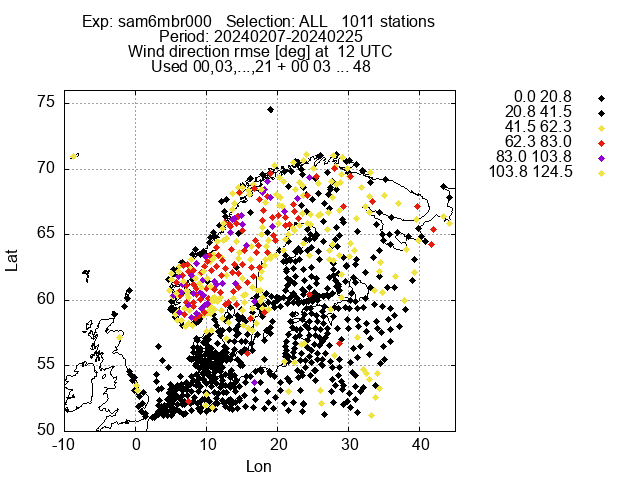 Exp: sam6mbr000   Selection: ALL   1011 stations
Period: 20240207-20240225
Wind direction rmse [deg] at  12 UTC
Used 00,03,...,21 + 00 03 ... 48
0.0 20.8
20.8 41.5
41.5 62.3
62.3 83.0
83.0 103.8
103.8 124.5
75
70
65
60
55
50
Lat
-10 0 10 20 30 40
Lon